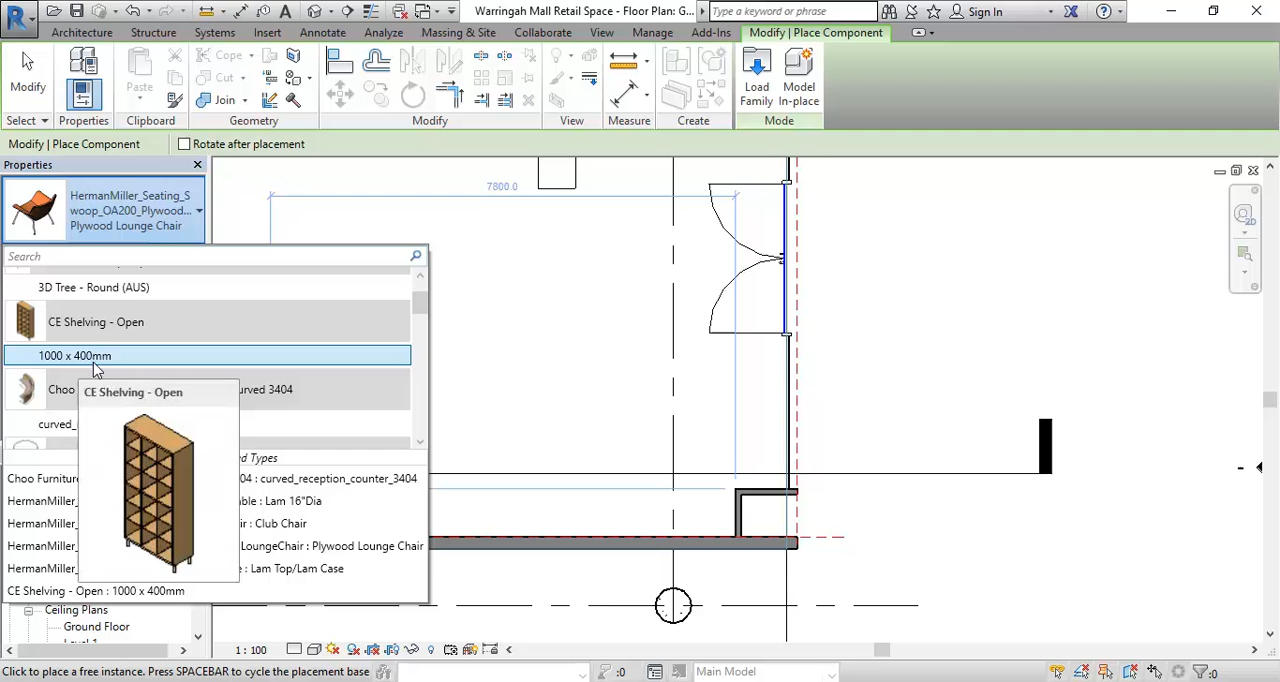 Warringah Mall Retail Space - Floor Plan: G...
Type a keyword or phrase
Sign In
Architecture
Structure
Systems
Insert
Annotate
Analyze
Massing & Site
Collaborate
View
Manage
Add-Ins
Modify | Place Component
Modify
Paste
Cope
Cut
Join
Load
Family
Model
In-place
Select
Properties
Clipboard
Geometry
Modify
View
Measure
Create
Mode
Modify | Place Component
Rotate after placement
Properties
HermanMiller_Seating_S
woop_OA200_Plywood...
Plywood Lounge Chair
7800.0
Search
3D Tree - Round (AUS)
CE Shelving - Open
1000 x 400mm
Choo
urved 3404
CE Shelving - Open
curved_
d Types
Choo Furniture
04 : curved_reception_counter_3404
HermanMiller_
able : Lam 16"Dia
HermanMiller_
air : Club Chair
HermanMiller_
LoungeChair : Plywood Lounge Chair
HermanMiller_
: Lam Top/Lam Case
CE Shelving - Open : 1000 x 400mm
Ceiling Plans
Ground Floor
1 : 100
Click to place a free instance. Press SPACEBAR to cycle the placement base
:0
Main Model
:0